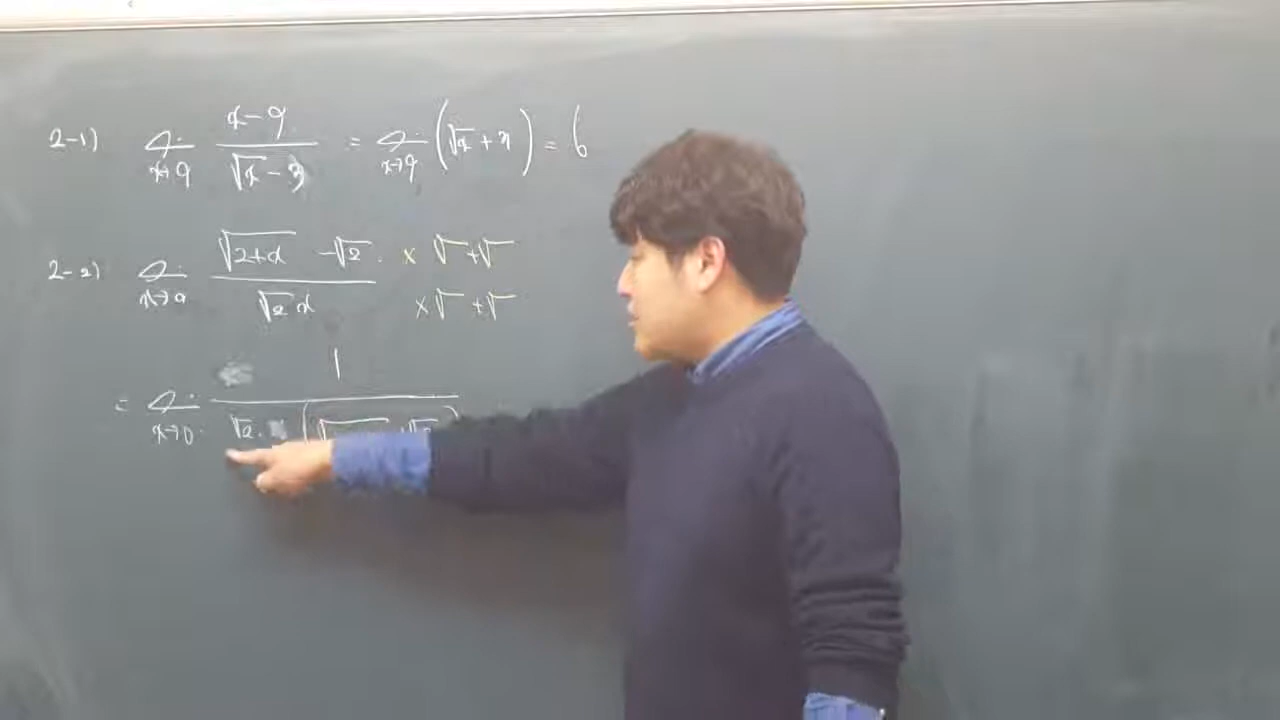 2-1) lim x→9 (x-9)/(√x - 3) = lim x→9 (√x + 3) = 6
2-2) lim x→0 (√(2+x) - √2)/(√2 x) × √ + √ × √ + √
= lim x→0 1/(√2 · (√ + √2))